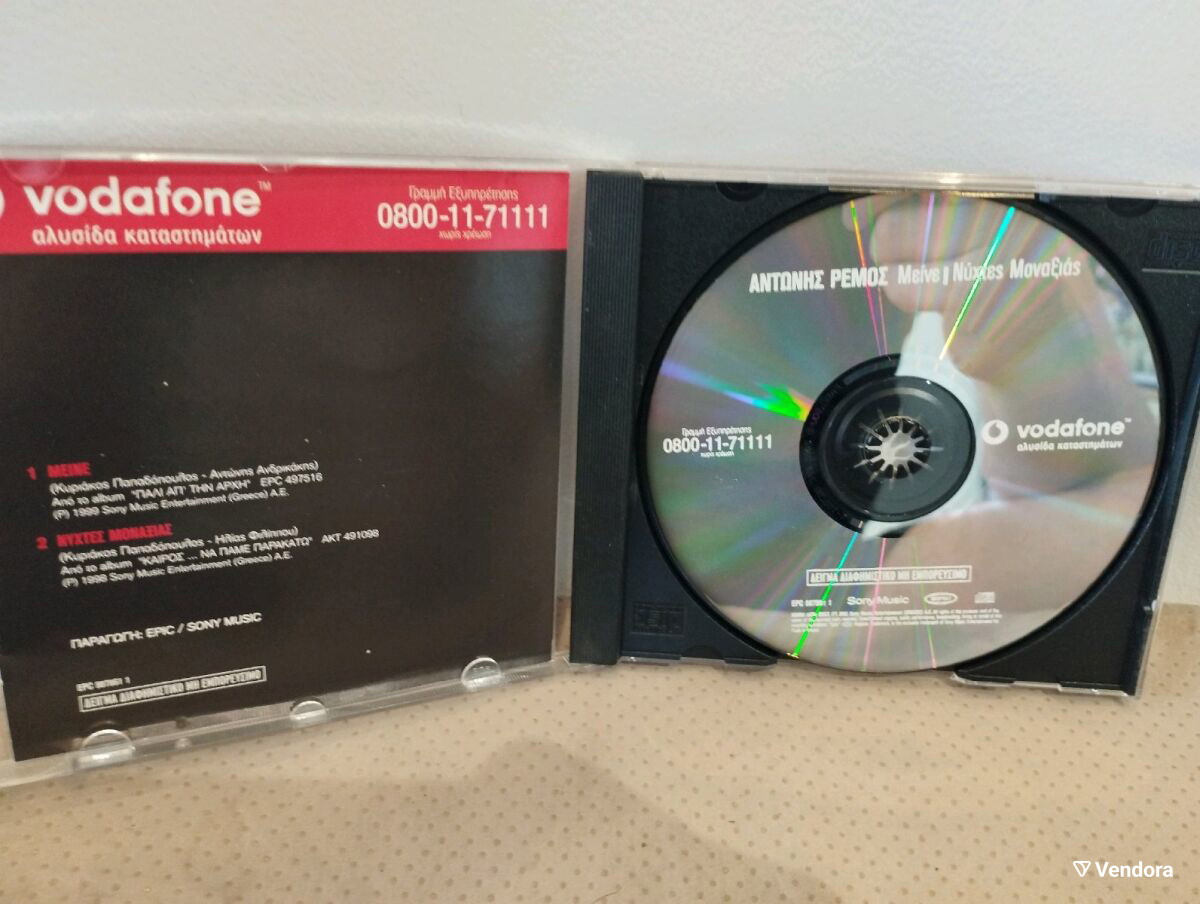 vodafone™
αλυσίδα καταστημάτων
Γραμμή Εξυπηρέτησης
0800-11-71111
χωρίς χρέωση
1 ΜΕΙΝΕ
(Κυριάκος Παπαδόπουλος - Αντώνης Ανδρικάκης)
Από το album "ΠΑΛΙ ΑΠ' ΤΗΝ ΑΡΧΗ" EPC 497516
(P) 1999 Sony Music Entertainment (Greece) A.E.
2 ΝΥΧΤΕΣ ΜΟΝΑΞΙΑΣ
(Κυριάκος Παπαδόπουλος - Ηλίας Φιλίππου)
Από το album "ΚΑΙΡΟΣ ... ΝΑ ΠΑΜΕ ΠΑΡΑΚΑΤΩ" AKT 491098
(P) 1998 Sony Music Entertainment (Greece) A.E.
ΠΑΡΑΓΩΓΗ: EPIC / SONY MUSIC
ΔΕΙΓΜΑ ΔΙΑΦΗΜΙΣΤΙΚΟ ΜΗ ΕΜΠΟΡΕΥΣΙΜΟ
ΑΝΤΩΝΗΣ ΡΕΜΟΣ Μείνε | Νύχτες Μοναξιάς
Γραμμή Εξυπηρέτησης
0800-11-71111
χωρίς χρέωση
vodafone™
αλυσίδα καταστημάτων
ΔΕΙΓΜΑ ΔΙΑΦΗΜΙΣΤΙΚΟ ΜΗ ΕΜΠΟΡΕΥΣΙΜΟ
Sony Music
epic
Vendora